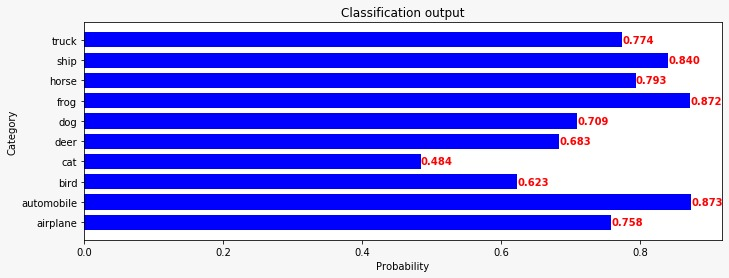 Classification output
Category
truck 0.774
ship 0.840
horse 0.793
frog 0.872
dog 0.709
deer 0.683
cat 0.484
bird 0.623
automobile 0.873
airplane 0.758
0.0 0.2 0.4 0.6 0.8
Probability